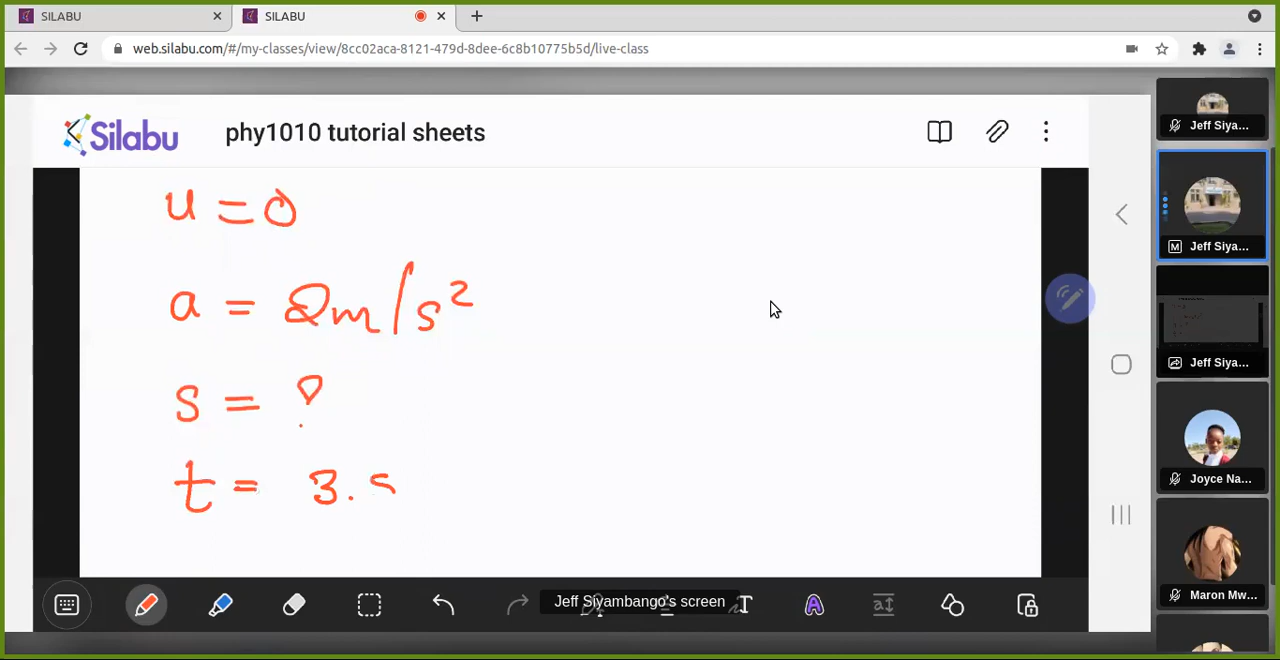 SILABU
SILABU
web.silabu.com/#/my-classes/view/8cc02aca-8121-479d-8dee-6c8b10775b5d/live-class
Silabu
phy1010 tutorial sheets
u = 0
a = 2m/s²
s = ?
t = 3.
Jeff Siyambango's screen
T
A
a
Jeff Siya...
M Jeff Siya...
Jeff Siya...
Joyce Na...
Maron Mw...